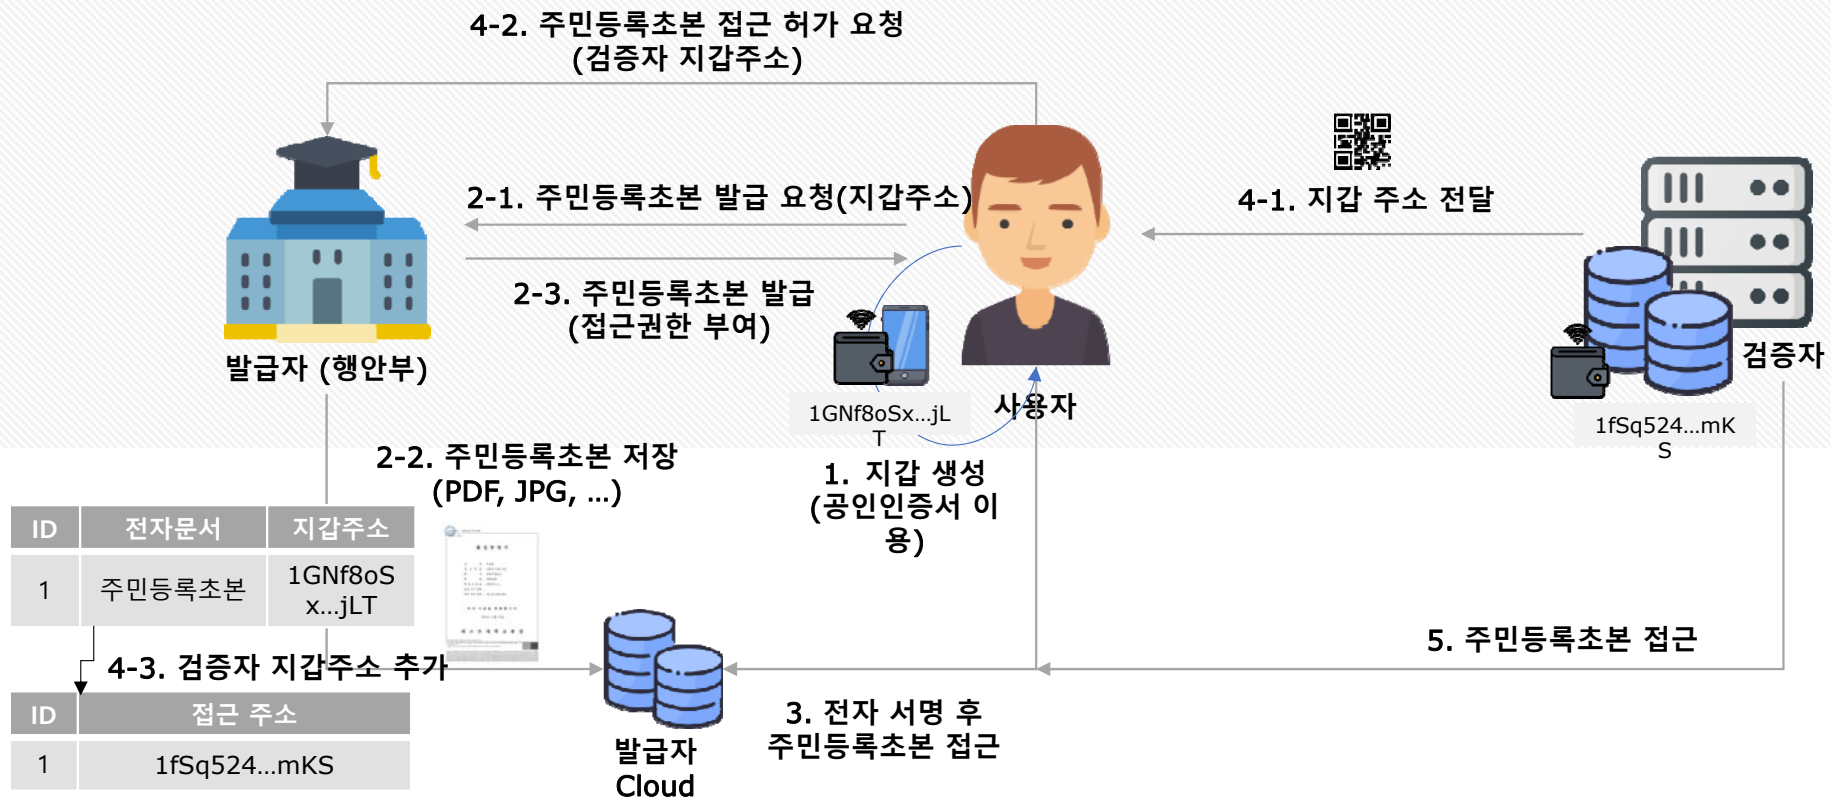 4-2. 주민등록초본 접근 허가 요청
(검증자 지갑주소)
2-1. 주민등록초본 발급 요청(지갑주소)
4-1. 지갑 주소 전달
2-3. 주민등록초본 발급
(접근권한 부여)
발급자 (행안부)
사용자
검증자
1GNf8oSx...jL
T
1fSq524...mK
S
2-2. 주민등록초본 저장
(PDF, JPG, ...)
1. 지갑 생성
(공인인증서 이
용)
ID 전자문서 지갑주소
1 주민등록초본 1GNf8oS
x...jLT
4-3. 검증자 지갑주소 추가
ID 접근 주소
1 1fSq524...mKS
발급자
Cloud
3. 전자 서명 후
주민등록초본 접근
5. 주민등록초본 접근